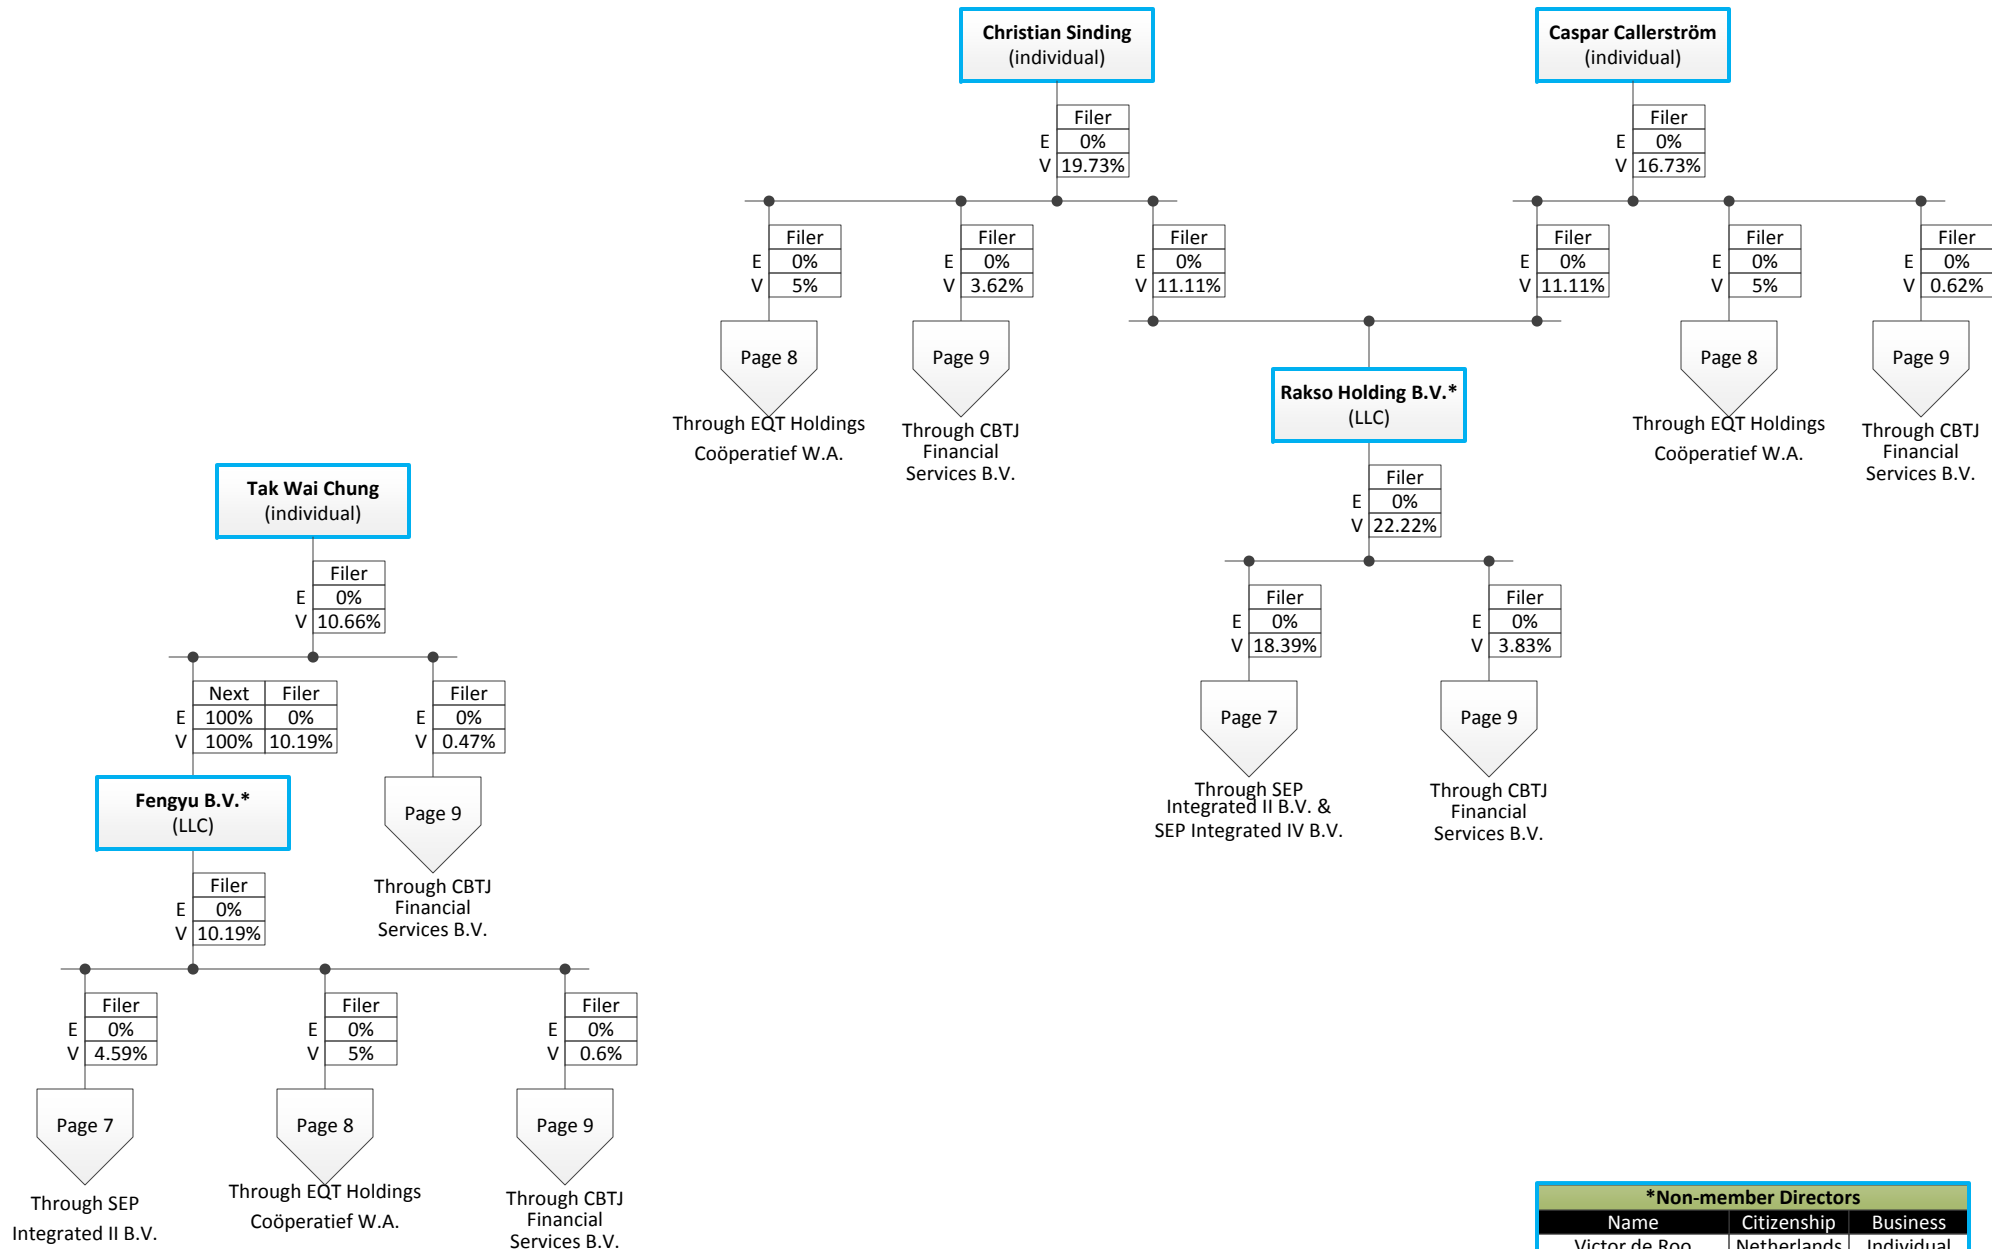 Christian Sinding
(individual)
Filer
E 0%
V 19.73%
Filer
E 0%
V 5%
Page 8
Through EQT Holdings
Coöperatief W.A.
Filer
E 0%
V 3.62%
Page 9
Through CBTJ
Financial
Services B.V.
Filer
E 0%
V 11.11%
Caspar Callerström
(individual)
Filer
E 0%
V 16.73%
Filer
E 0%
V 11.11%
Filer
E 0%
V 5%
Page 8
Through EQT Holdings
Coöperatief W.A.
Filer
E 0%
V 0.62%
Page 9
Through CBTJ
Financial
Services B.V.
Rakso Holding B.V.*
(LLC)
Filer
E 0%
V 22.22%
Filer
E 0%
V 18.39%
Page 7
Through SEP
Integrated II B.V. &
SEP Integrated IV B.V.
Filer
E 0%
V 3.83%
Page 9
Through CBTJ
Financial
Services B.V.
Tak Wai Chung
(individual)
Filer
E 0%
V 10.66%
Next Filer
E 100% 0%
V 100% 10.19%
Filer
E 0%
V 0.47%
Page 9
Through CBTJ
Financial
Services B.V.
Fengyu B.V.*
(LLC)
Filer
E 0%
V 10.19%
Filer
E 0%
V 4.59%
Page 7
Through SEP
Integrated II B.V.
Filer
E 0%
V 5%
Page 8
Through EQT Holdings
Coöperatief W.A.
Filer
E 0%
V 0.6%
Page 9
Through CBTJ
Financial
Services B.V.
*Non-member Directors
Name Citizenship Business
Victor de Roo Netherlands Individual